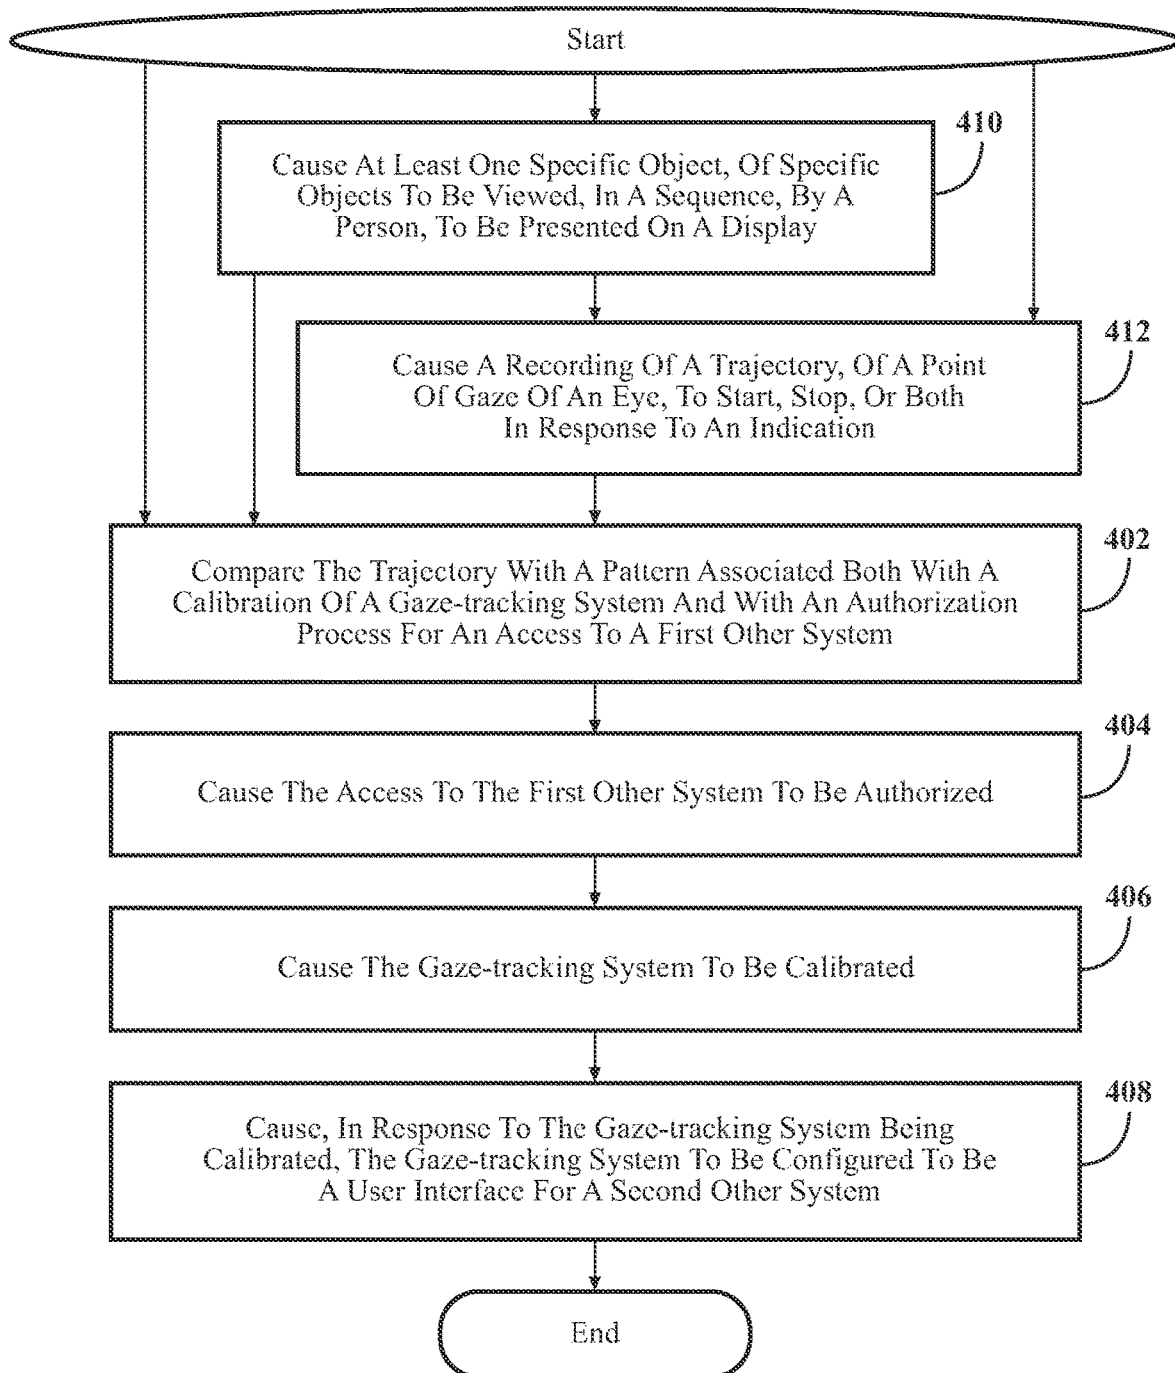 Start
410
Cause At Least One Specific Object, Of Specific
Objects To Be Viewed, In A Sequence, By A
Person, To Be Presented On A Display
412
Cause A Recording Of A Trajectory, Of A Point
Of Gaze Of An Eye, To Start, Stop, Or Both
In Response To An Indication
402
Compare The Trajectory With A Pattern Associated Both With A
Calibration Of A Gaze-tracking System And With An Authorization
Process For An Access To A First Other System
404
Cause The Access To The First Other System To Be Authorized
406
Cause The Gaze-tracking System To Be Calibrated
408
Cause, In Response To The Gaze-tracking System Being
Calibrated, The Gaze-tracking System To Be Configured To Be
A User Interface For A Second Other System
End